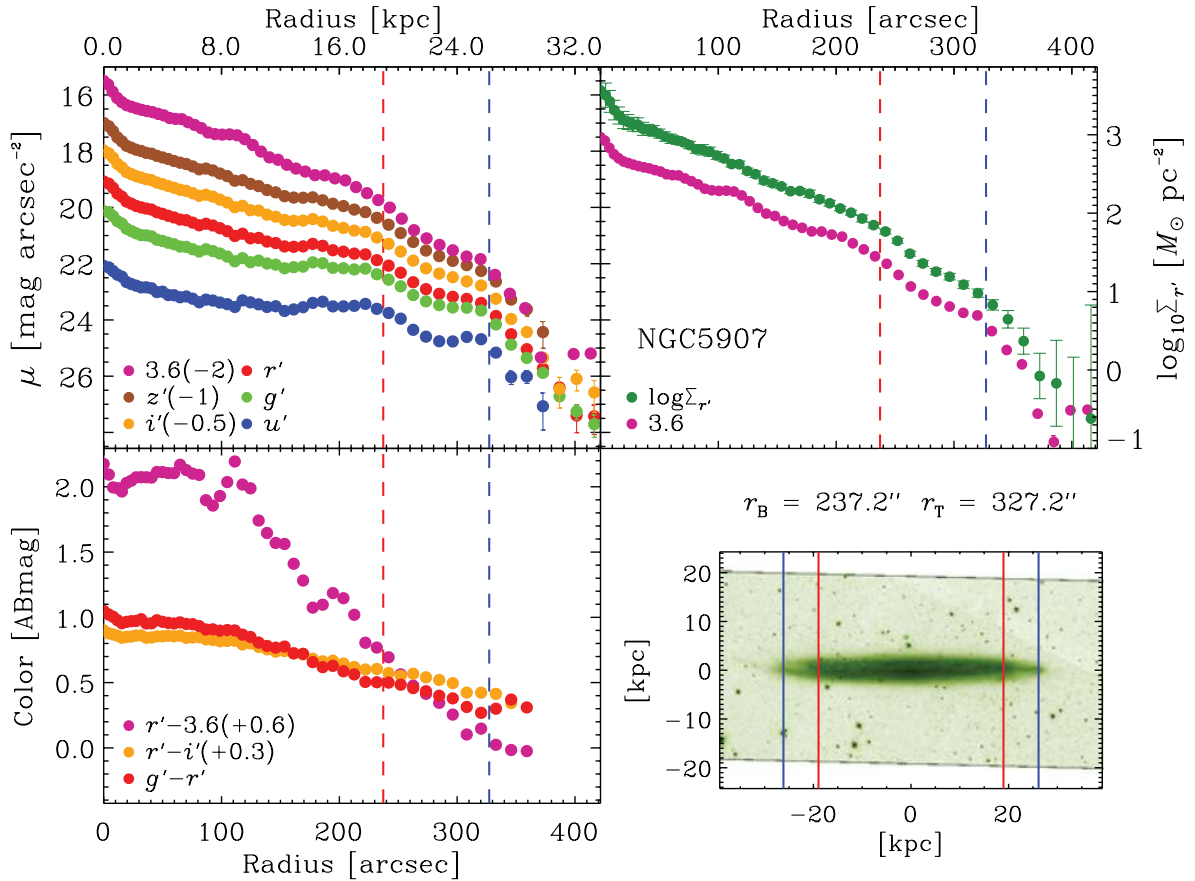 Radius [kpc]
Radius [arcsec]
0.0 8.0 16.0 24.0 32.0
100 200 300 400
16
18
20
22
24
26
μ [mag arcsec⁻²]
3.6(−2)
r'
z'(−1)
g'
i'(−0.5)
u'
3
2
1
0
−1
log₁₀Σr' [M⊙ pc⁻²]
NGC5907
logΣr'
3.6
2.0
1.5
1.0
0.5
0.0
Color [ABmag]
r'−3.6(+0.6)
r'−i'(+0.3)
g'−r'
0 100 200 300 400
Radius [arcsec]
rB = 237.2'' rT = 327.2''
20
10
0
−10
−20
[kpc]
−20 0 20
[kpc]